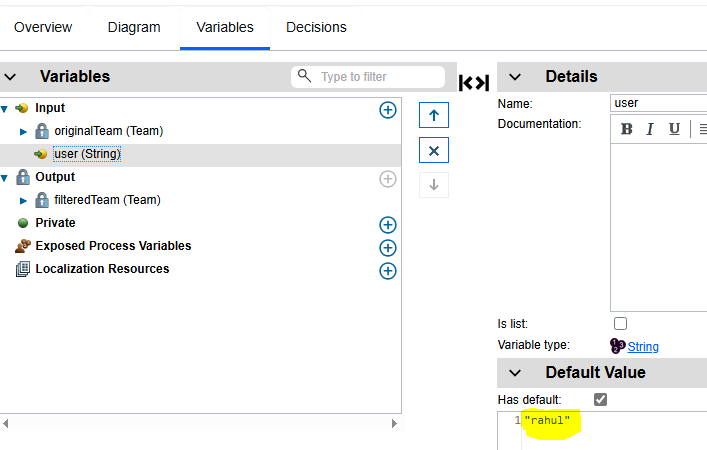 Overview Diagram Variables Decisions
Variables
Type to filter
Input
originalTeam (Team)
user (String)
Output
filteredTeam (Team)
Private
Exposed Process Variables
Localization Resources
Details
Name: user
Documentation:
B I U
Is list:
Variable type: String
Default Value
Has default:
1 "rahul"